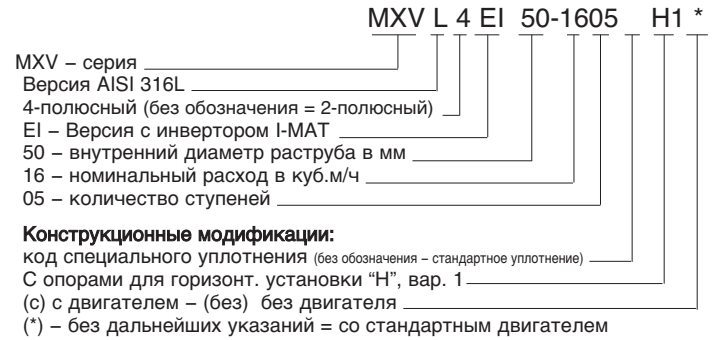 MXV L 4 EI 50-1605 H1 *
MXV – серия
Версия AISI 316L
4-полюсный (без обозначения = 2-полюсный)
EI – Версия с инвертором I-MAT
50 – внутренний диаметр раструба в мм
16 – номинальный расход в куб.м/ч
05 – количество ступеней
Конструкционные модификации:
код специального уплотнения (без обозначения – стандартное уплотнение)
С опорами для горизонт. установки “H”, вар. 1
(с) с двигателем – (без) без двигателя
(*) – без дальнейших указаний = со стандартным двигателем